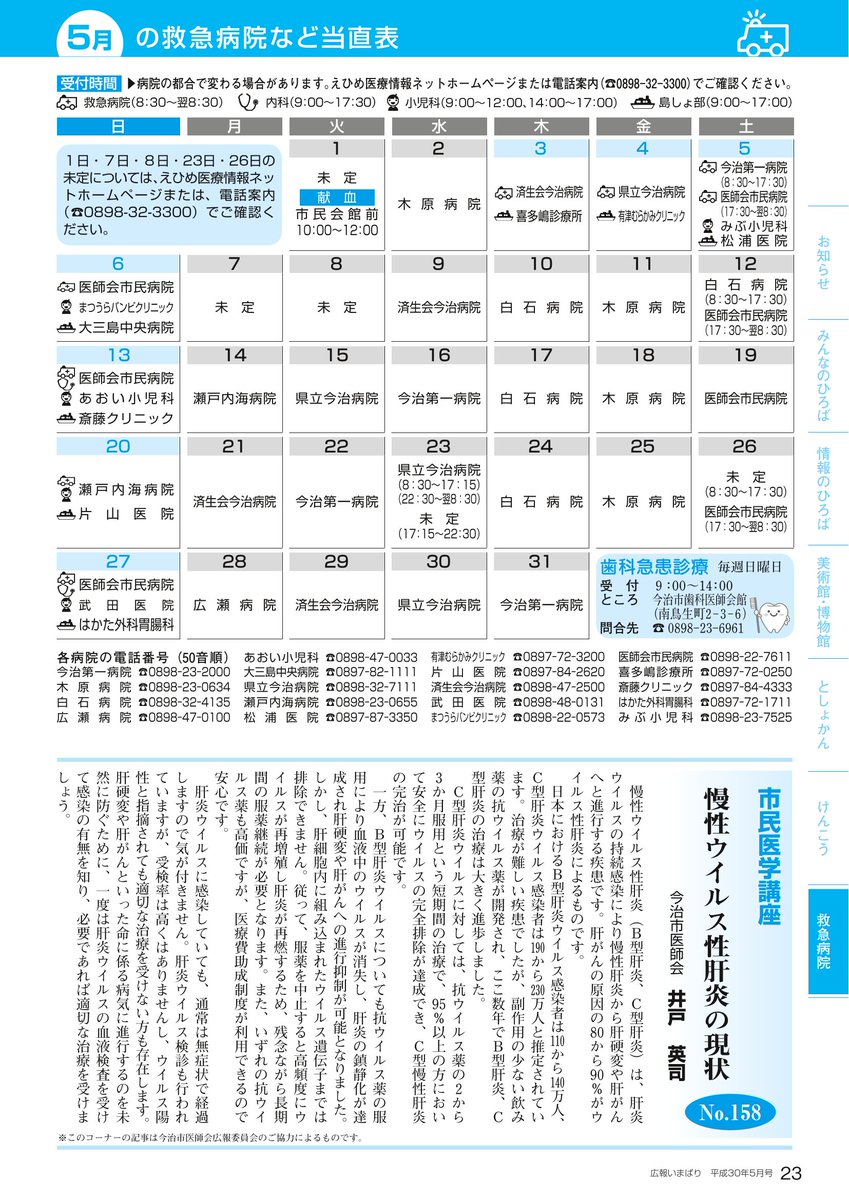 5月 の救急病院など当直表
受付時間 ▶病院の都合で変わる場合があります。えひめ医療情報ネットホームページまたは電話案内(☎0898-32-3300)でご確認ください。
救急病院(8:30〜翌8:30) 内科(9:00〜17:30) 小児科(9:00〜12:00、14:00〜17:00) 島しょ部(9:00〜17:00)
日 月 火 水 木 金 土
1日・7日・8日・23日・26日の
未定については、えひめ医療情報ネッ
トホームページまたは、電話案内
(☎0898-32-3300)でご確認く
ださい。
1
未定
献血
市民会館前
10:00〜12:00
2
木原病院
3
済生会今治病院
喜多嶋診療所
4
県立今治病院
有津むらかみクリニック
5
今治第一病院
(8:30〜17:30)
医師会市民病院
(17:30〜翌8:30)
みぶ小児科
松浦医院
6
医師会市民病院
まつうらバンビクリニック
大三島中央病院
7
未定
8
未定
9
済生会今治病院
10
白石病院
11
木原病院
12
白石病院
(8:30〜17:30)
医師会市民病院
(17:30〜翌8:30)
13
医師会市民病院
あおい小児科
斎藤クリニック
14
瀬戸内海病院
15
県立今治病院
16
今治第一病院
17
白石病院
18
木原病院
19
医師会市民病院
20
瀬戸内海病院
片山医院
21
済生会今治病院
22
今治第一病院
23
県立今治病院
(8:30〜17:15)
(22:30〜翌8:30)
未定
(17:15〜22:30)
24
白石病院
25
木原病院
26
未定
(8:30〜17:30)
医師会市民病院
(17:30〜翌8:30)
27
医師会市民病院
武田医院
はかた外科胃腸科
28
広瀬病院
29
済生会今治病院
30
県立今治病院
31
今治第一病院
歯科急患診療 毎週日曜日
受付 9:00〜14:00
ところ 今治市歯科医師会館
(南鳥生町2-3-6)
問合先 ☎0898-23-6961
各病院の電話番号(50音順) あおい小児科☎0898-47-0033 有津むらかみクリニック☎0897-72-3200 医師会市民病院☎0898-22-7611
今治第一病院☎0898-23-2000 大三島中央病院☎0897-82-1111 片山医院☎0897-84-2620 喜多嶋診療所☎0897-72-0250
木原病院☎0898-23-0634 県立今治病院☎0898-32-7111 済生会今治病院☎0898-47-2500 斎藤クリニック☎0897-84-4333
白石病院☎0898-32-4135 瀬戸内海病院☎0898-23-0655 武田医院☎0898-48-0131 はかた外科胃腸科☎0897-72-1711
広瀬病院☎0898-47-0100 松浦医院☎0897-87-3350 まつうらバンビクリニック☎0898-22-0573 みぶ小児科☎0898-23-7525
市民医学講座
慢性ウイルス性肝炎の現状
No.158
今治市医師会 井戸 英司
慢性ウイルス性肝炎(B型肝炎、C型肝炎)は、肝炎
ウイルスの持続感染により慢性肝炎から肝硬変や肝がん
へと進行する疾患です。肝がんの原因の80から90%がウ
イルス性肝炎によるものです。
日本におけるB型肝炎ウイルス感染者は110から140万人、
C型肝炎ウイルス感染者は190から230万人と推定されてい
ます。治療が難しい疾患でしたが、副作用の少ない飲み
薬の抗ウイルス薬が開発され、ここ数年でB型肝炎、C
型肝炎の治療は大きく進歩しました。
C型肝炎ウイルスに対しては、抗ウイルス薬の2から
3か月服用という短期間の治療で、95%以上の方におい
て安全にウイルスの完全排除が達成でき、C型慢性肝炎
の完治が可能です。
一方、B型肝炎ウイルスについても抗ウイルス薬の服
用により血液中のウイルスが消失し、肝炎の鎮静化が達
成され肝硬変や肝がんへの進行抑制が可能となりました。
しかし、肝細胞内に組み込まれたウイルス遺伝子までは
排除できません。従って、服薬を中止すると高頻度にウ
イルスが再増殖し肝炎が再燃するため、残念ながら長期
間の服薬継続が必要となります。また、いずれの抗ウイ
ルス薬も高価ですが、医療費助成制度が利用できるので
安心です。
肝炎ウイルスに感染していても、通常は無症状で経過
しますので気が付きません。肝炎ウイルス検診も行われ
ていますが、受検率は高くはありませんし、ウイルス陽
性と指摘されても適切な治療を受けない方も存在します。
肝硬変や肝がんといった命に係る病気に進行するのを未
然に防ぐために、一度は肝炎ウイルスの血液検査を受け
て感染の有無を知り、必要であれば適切な治療を受けま
しょう。
※このコーナーの記事は今治市医師会広報委員会のご協力によるものです。
お知らせ
みんなのひろば
情報のひろば
美術館・博物館
としょかん
けんこう
救急病院
広報いまばり 平成30年5月号 23